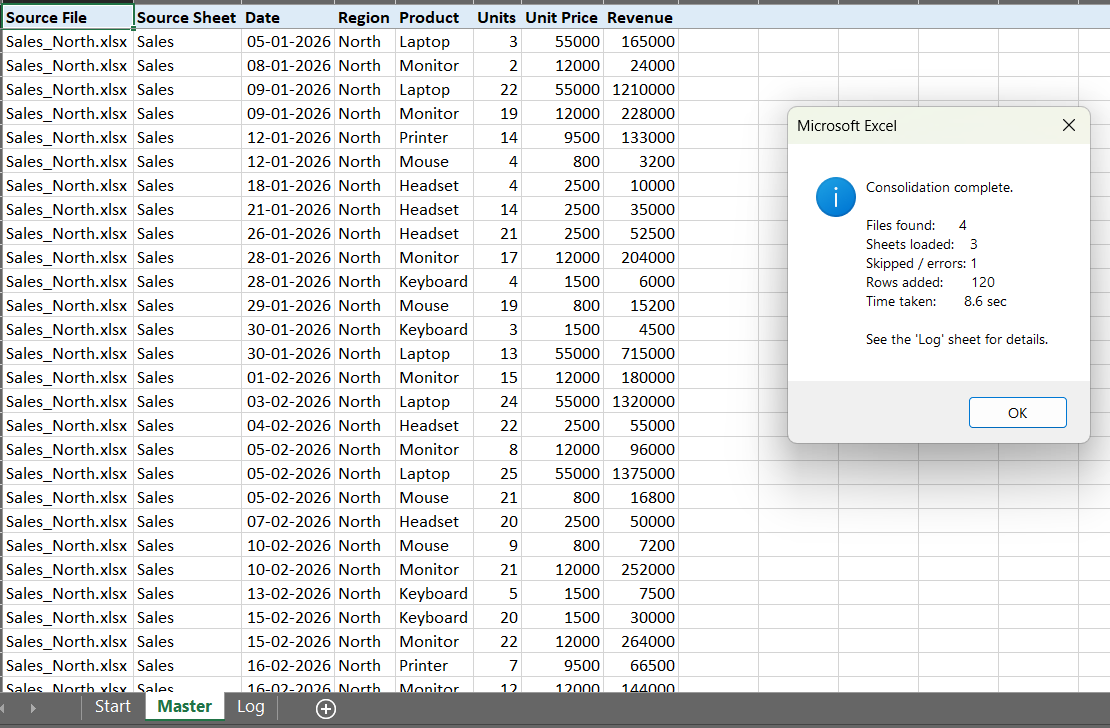 Source File Source Sheet Date Region Product Units Unit Price Revenue
Sales_North.xlsx Sales 05-01-2026 North Laptop 3 55000 165000
Sales_North.xlsx Sales 08-01-2026 North Monitor 2 12000 24000
Sales_North.xlsx Sales 09-01-2026 North Laptop 22 55000 1210000
Sales_North.xlsx Sales 09-01-2026 North Monitor 19 12000 228000
Sales_North.xlsx Sales 12-01-2026 North Printer 14 9500 133000
Sales_North.xlsx Sales 12-01-2026 North Mouse 4 800 3200
Sales_North.xlsx Sales 18-01-2026 North Headset 4 2500 10000
Sales_North.xlsx Sales 21-01-2026 North Headset 14 2500 35000
Sales_North.xlsx Sales 26-01-2026 North Headset 21 2500 52500
Sales_North.xlsx Sales 28-01-2026 North Monitor 17 12000 204000
Sales_North.xlsx Sales 28-01-2026 North Keyboard 4 1500 6000
Sales_North.xlsx Sales 29-01-2026 North Mouse 19 800 15200
Sales_North.xlsx Sales 30-01-2026 North Keyboard 3 1500 4500
Sales_North.xlsx Sales 30-01-2026 North Laptop 13 55000 715000
Sales_North.xlsx Sales 01-02-2026 North Monitor 15 12000 180000
Sales_North.xlsx Sales 03-02-2026 North Laptop 24 55000 1320000
Sales_North.xlsx Sales 04-02-2026 North Headset 22 2500 55000
Sales_North.xlsx Sales 05-02-2026 North Monitor 8 12000 96000
Sales_North.xlsx Sales 05-02-2026 North Laptop 25 55000 1375000
Sales_North.xlsx Sales 05-02-2026 North Mouse 21 800 16800
Sales_North.xlsx Sales 07-02-2026 North Headset 20 2500 50000
Sales_North.xlsx Sales 10-02-2026 North Mouse 9 800 7200
Sales_North.xlsx Sales 10-02-2026 North Monitor 21 12000 252000
Sales_North.xlsx Sales 13-02-2026 North Keyboard 5 1500 7500
Sales_North.xlsx Sales 15-02-2026 North Keyboard 20 1500 30000
Sales_North.xlsx Sales 15-02-2026 North Monitor 22 12000 264000
Sales_North.xlsx Sales 16-02-2026 North Printer 7 9500 66500
Sales_North.xlsx Sales 16-02-2026 North Monitor 12 12000 144000
Microsoft Excel
Consolidation complete.
Files found: 4
Sheets loaded: 3
Skipped / errors: 1
Rows added: 120
Time taken: 8.6 sec
See the 'Log' sheet for details.
OK
Start Master Log